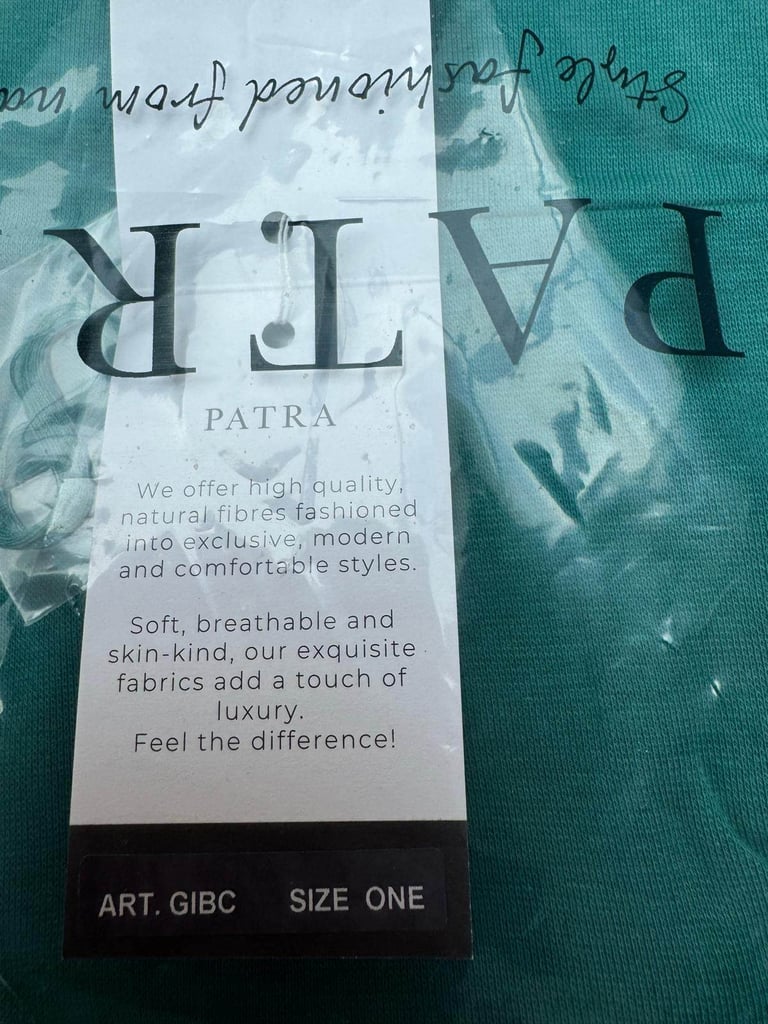 Style fashioned from na
PATR
PATRA
We offer high quality,
natural fibres fashioned
into exclusive, modern
and comfortable styles.
Soft, breathable and
skin-kind, our exquisite
fabrics add a touch of
luxury.
Feel the difference!
ART. GIBC SIZE ONE